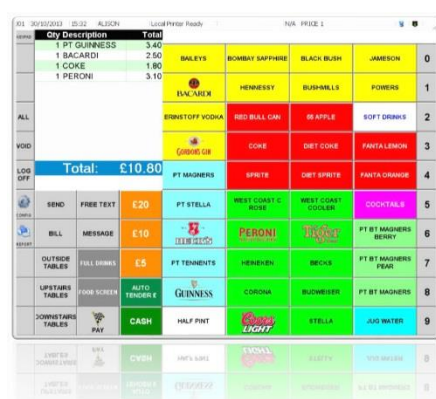 30/10/2013 15:32 ALISON Local Printer Ready N/A PRICE 1
Qty Description Total
1 PT GUINNESS 3.40
1 BACARDI 2.50
1 COKE 1.80
1 PERONI 3.10
Total: £10.80
ALL
VOID
LOG OFF
CONFIG
REPORT
BAILEYS BOMBAY SAPPHIRE BLACK BUSH JAMESON 0
BACARDI HENNESSY BUSHMILLS POWERS 1
ERINSTOFF VODKA RED BULL CAN 66 APPLE SOFT DRINKS 2
GORDON'S GIN COKE DIET COKE FANTA LEMON 3
PT MAGNERS SPRITE DIET SPRITE FANTA ORANGE 4
SEND FREE TEXT £20 PT STELLA WEST COAST C ROSE WEST COAST COOLER COCKTAILS 5
BILL MESSAGE £10 PERONI PT BT MAGNERS BERRY 6
OUTSIDE TABLES FULL DRINKS £5 PT TENNENTS HEINEKEN BECKS PT BT MAGNERS PEAR 7
UPSTAIRS TABLES FOOD SCREEN AUTO TENDER E GUINNESS CORONA BUDWEISER PT BT MAGNERS 8
DOWNSTAIRS TABLES PAY CASH HALF PINT Coors LIGHT STELLA JUG WATER 9